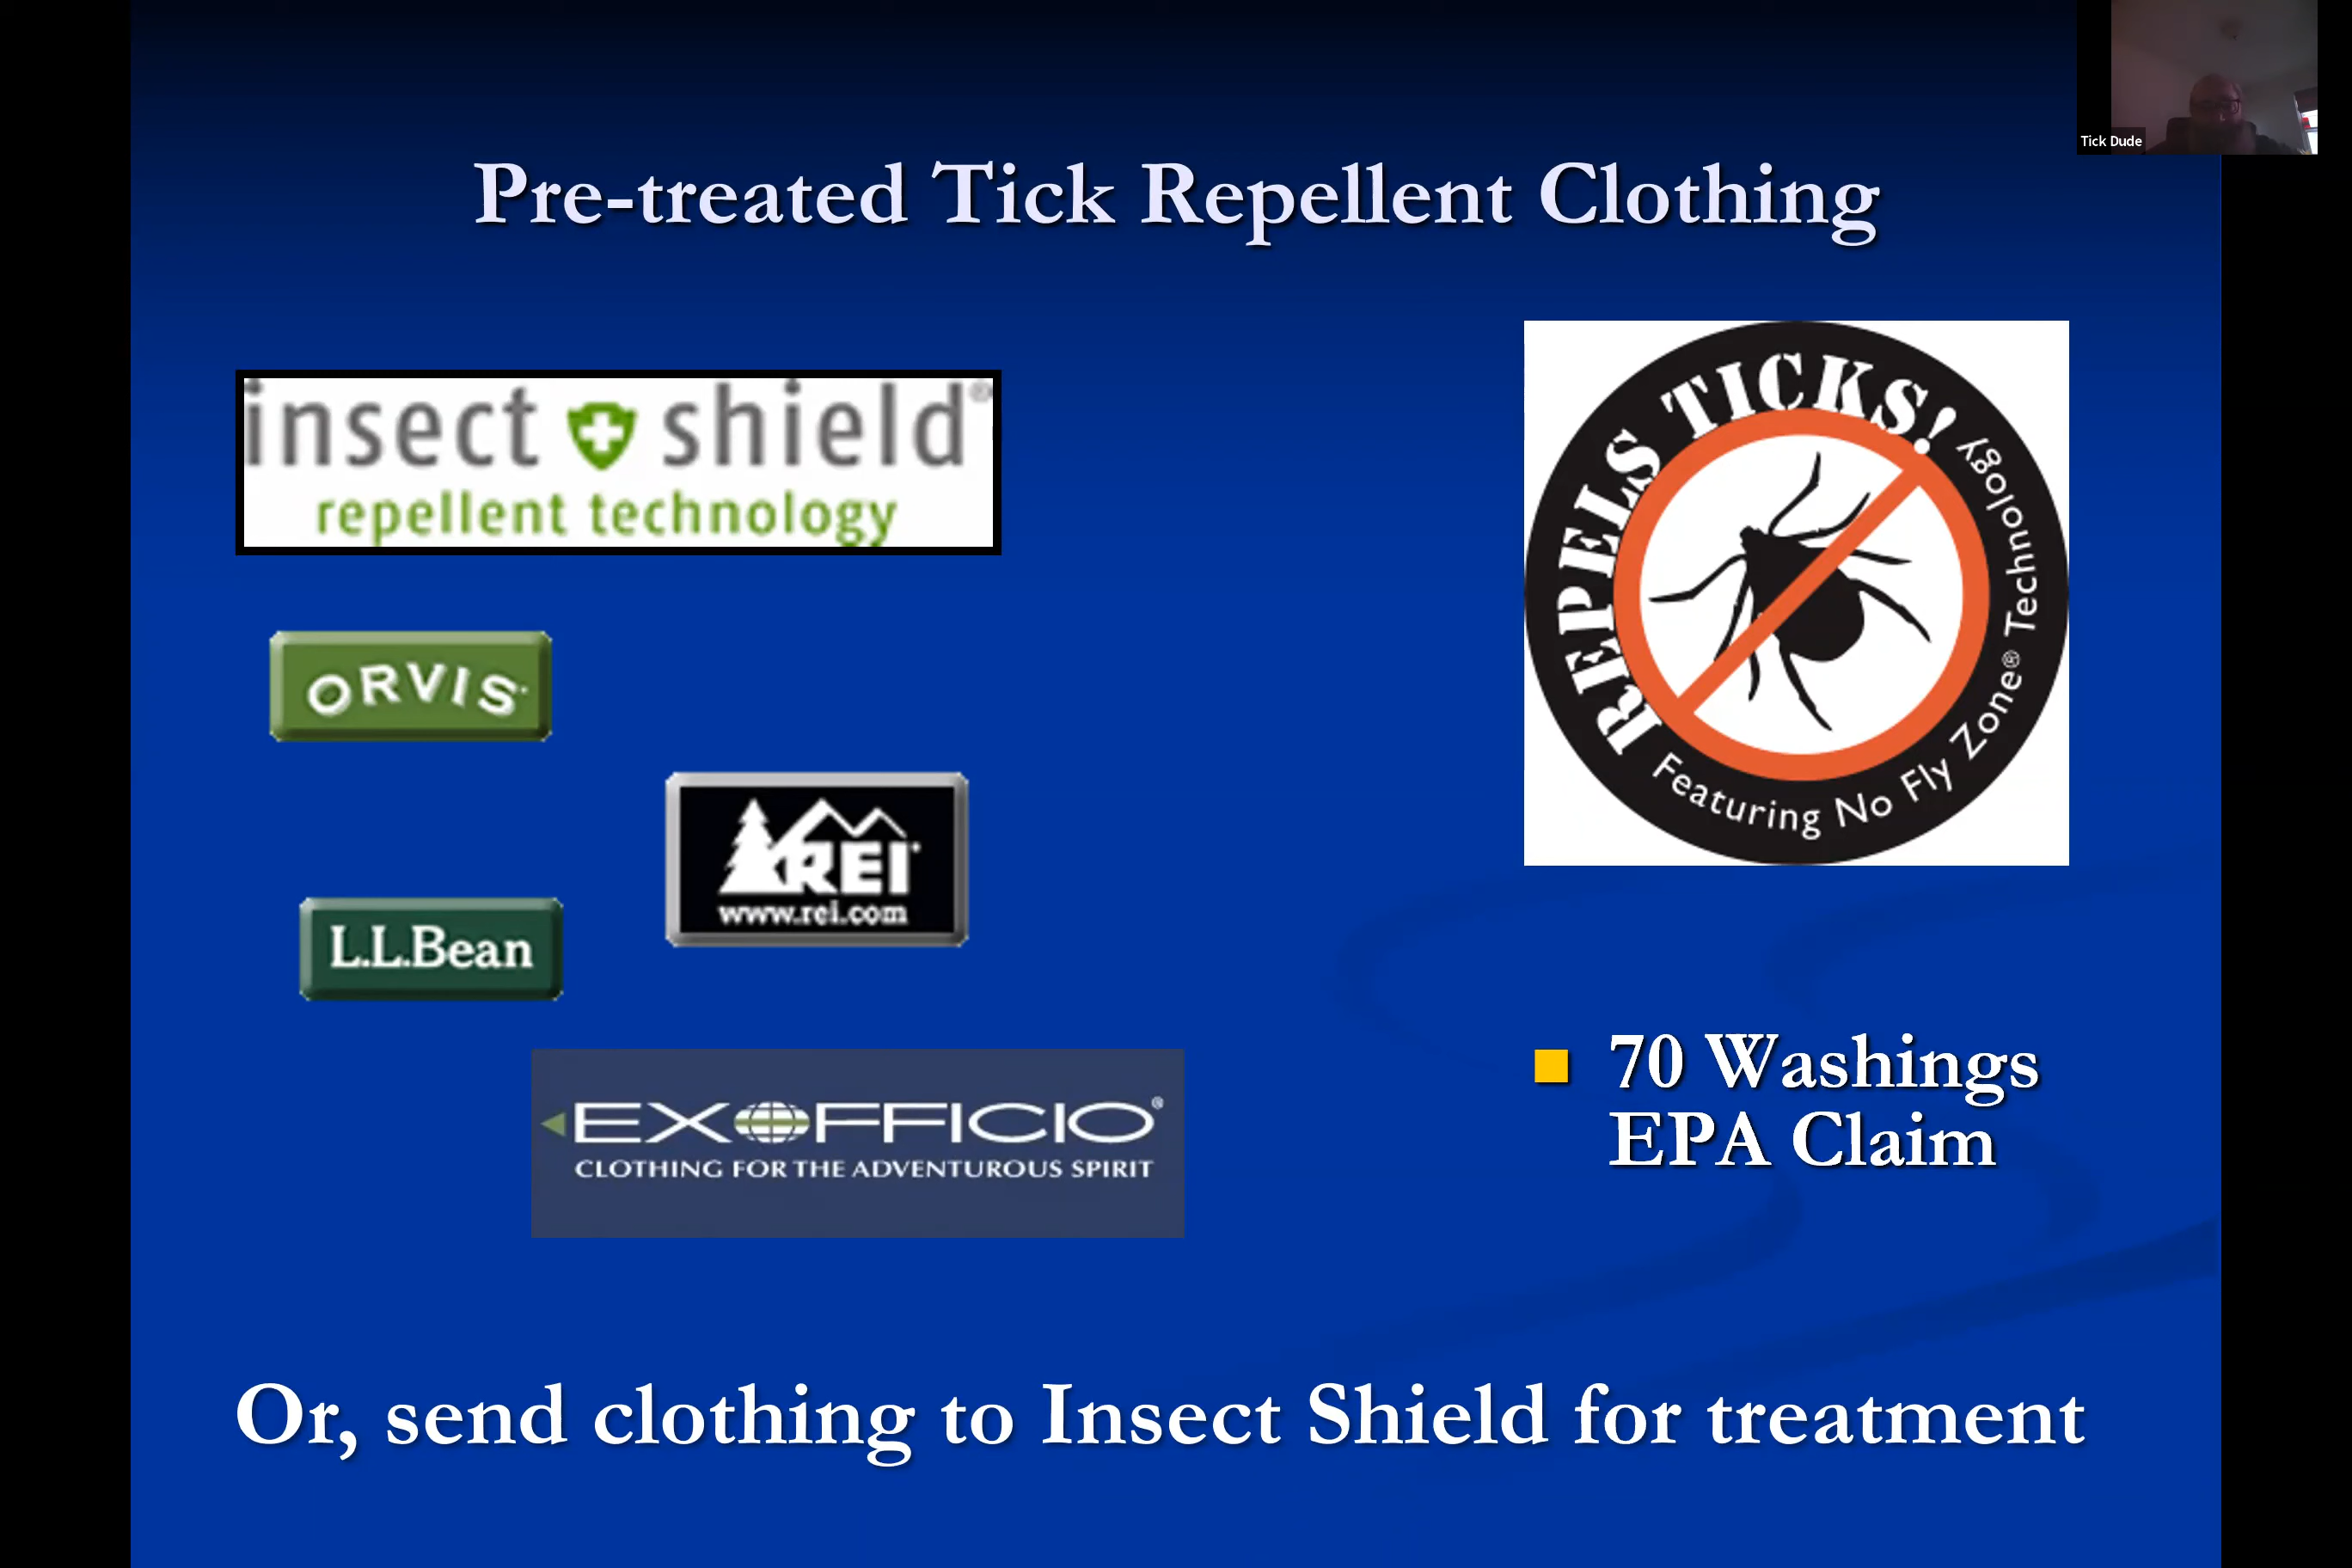 Tick Dude
Pre-treated Tick Repellent Clothing
insect shield®
repellent technology
ORVIS
REI
www.rei.com
L.L.Bean
EXOFFICIO®
CLOTHING FOR THE ADVENTUROUS SPIRIT
REPELS TICKS!
Featuring No Fly Zone® Technology
■ 70 Washings
EPA Claim
Or, send clothing to Insect Shield for treatment